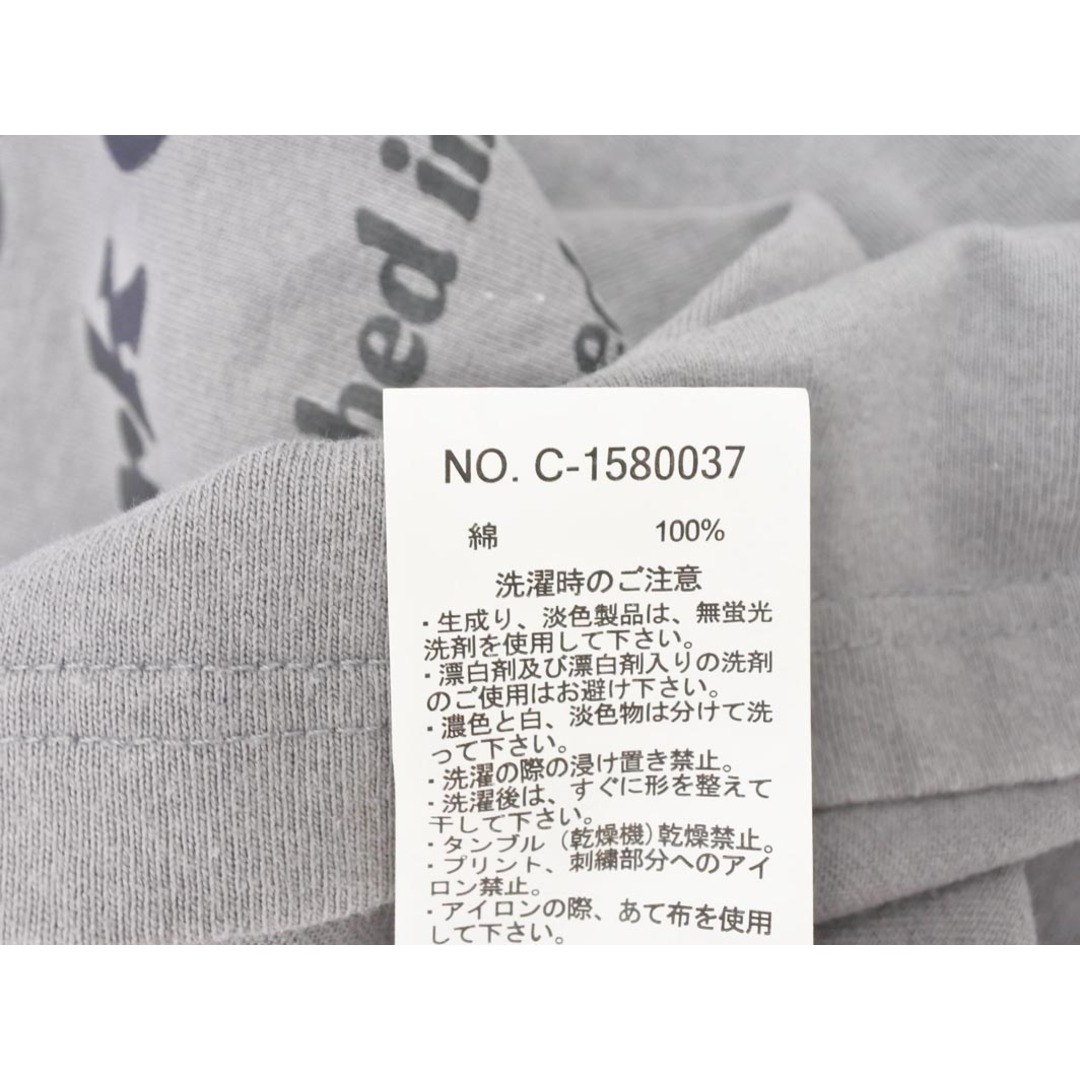 hed in
NO. C-1580037
綿 100%
洗濯時のご注意
・生成り、淡色製品は、無蛍光
洗剤を使用して下さい。
・漂白剤及び漂白剤入りの洗剤
のご使用はお避け下さい。
・濃色と白、淡色物は分けて洗
って下さい。
・洗濯の際の浸け置き禁止。
・洗濯後は、すぐに形を整えて
干して下さい。
・タンブル(乾燥機)乾燥禁止。
・プリント、刺繍部分へのアイ
ロン禁止。
・アイロンの際、あて布を使用
して下さい。